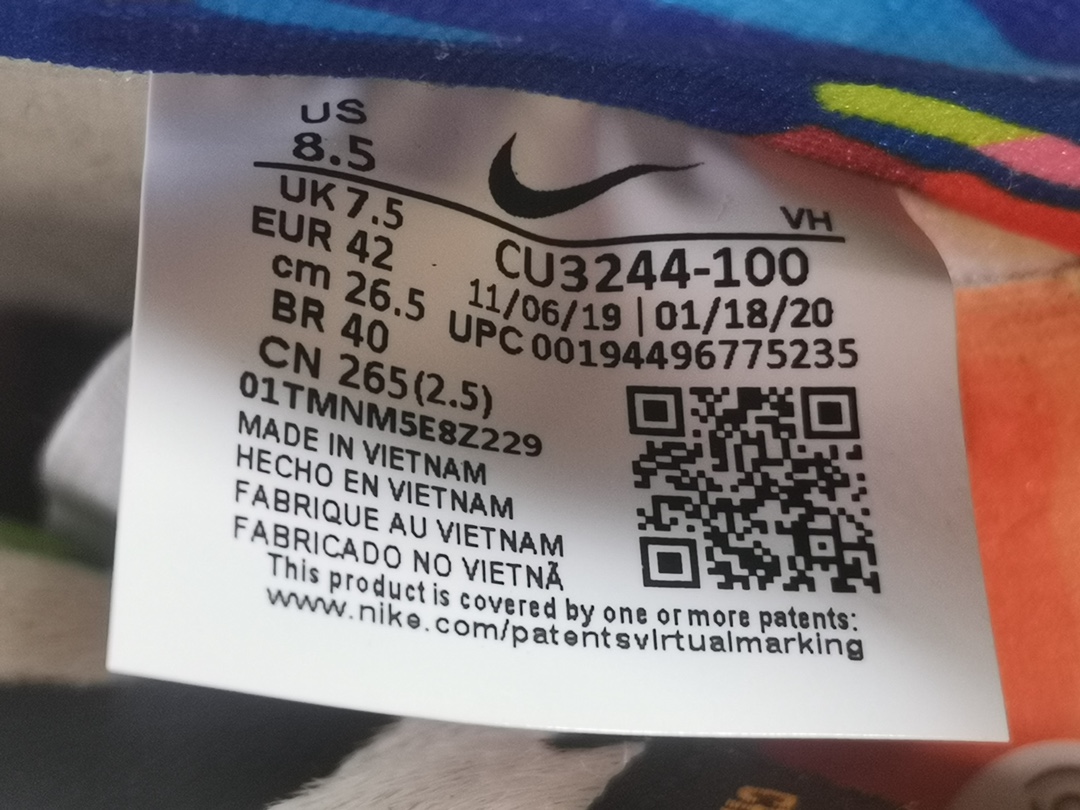 US
8.5
VH
UK 7.5
EUR 42
cm 26.5
BR 40
CN 265(2.5)
CU3244-100
11/06/19 | 01/18/20
UPC 00194496775235
01TMNM5E8Z229
MADE IN VIETNAM
HECHO EN VIETNAM
FABRIQUE AU VIETNAM
FABRICADO NO VIETNÃ
This product is covered by one or more patents:
www.nike.com/patentsvirtualmarking